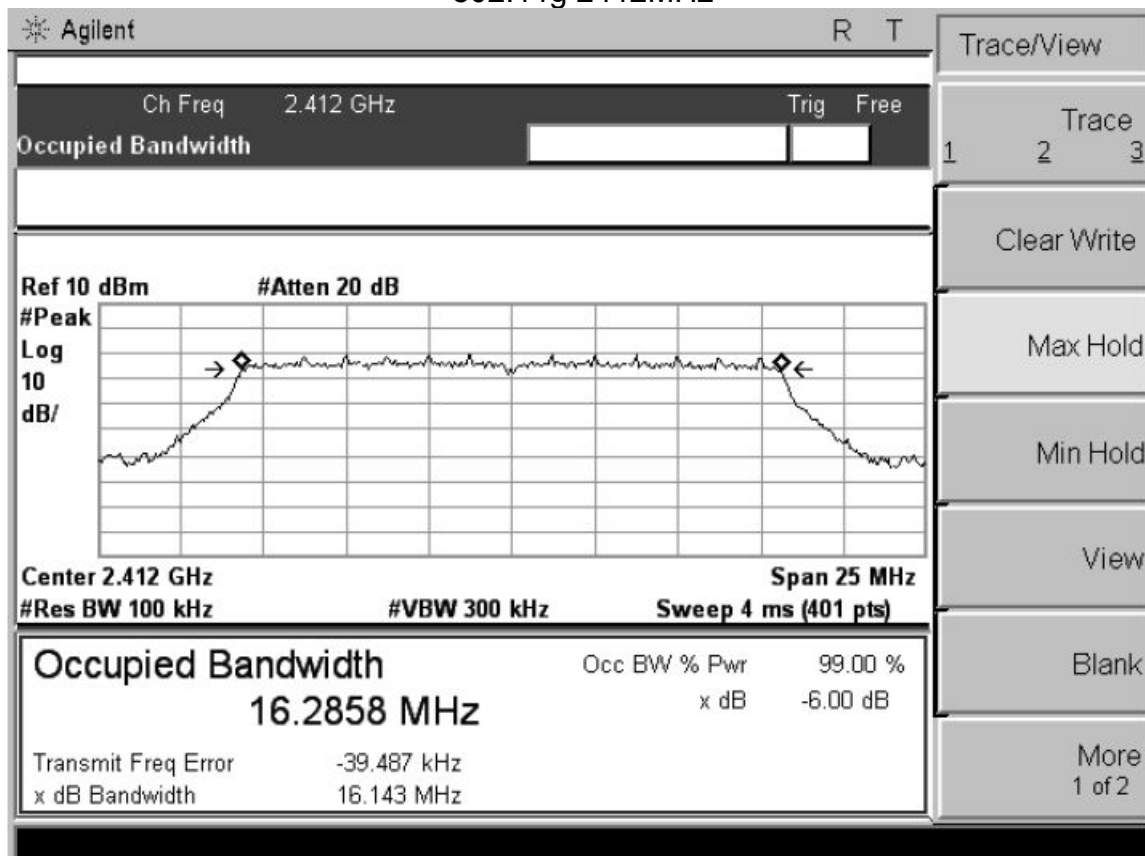 Agilent R T
Ch Freq 2.412 GHz Trig Free
Occupied Bandwidth
Ref 10 dBm #Atten 20 dB
#Peak
Log
10
dB/
Center 2.412 GHz Span 25 MHz
#Res BW 100 kHz #VBW 300 kHz Sweep 4 ms (401 pts)
Occupied Bandwidth Occ BW % Pwr 99.00 %
16.2858 MHz x dB -6.00 dB
Transmit Freq Error -39.487 kHz
x dB Bandwidth 16.143 MHz
Trace/View
Trace
1 2 3
Clear Write
Max Hold
Min Hold
View
Blank
More
1 of 2